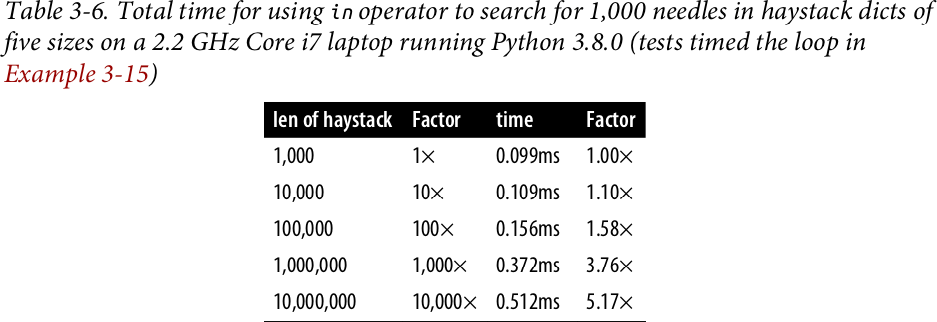 Table 3-6. Total time for using in operator to search for 1,000 needles in haystack dicts of
five sizes on a 2.2 GHz Core i7 laptop running Python 3.8.0 (tests timed the loop in
Example 3-15)
len of haystack Factor time Factor
1,000 1× 0.099ms 1.00×
10,000 10× 0.109ms 1.10×
100,000 100× 0.156ms 1.58×
1,000,000 1,000× 0.372ms 3.76×
10,000,000 10,000× 0.512ms 5.17×